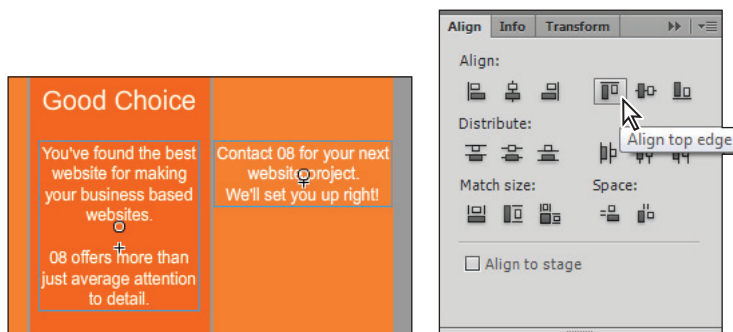 Good Choice
You've found the best
website for making
your business based
websites.
08 offers more than
just average attention
to detail.
Contact 08 for your next
website project.
We'll set you up right!
Align Info Transform
Align:
Distribute:
Align top edge
Match size: Space:
Align to stage